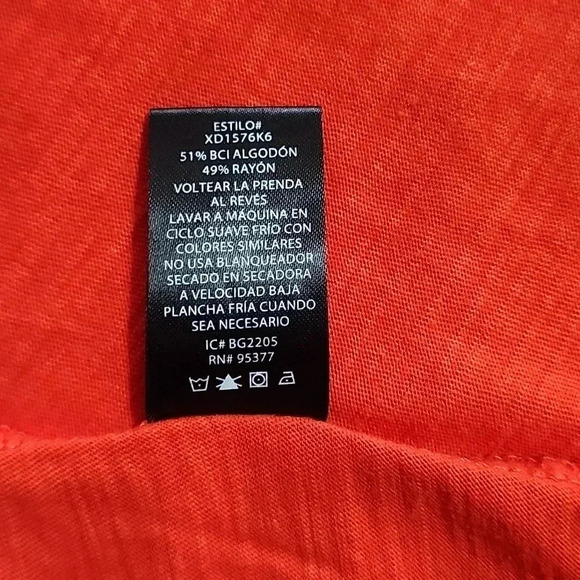 ESTILO#
XD1576K6
51% BCI ALGODÓN
49% RAYÓN
VOLTEAR LA PRENDA
AL REVÉS
LAVAR A MÁQUINA EN
CICLO SUAVE FRÍO CON
COLORES SIMILARES
NO USA BLANQUEADOR
SECADO EN SECADORA
A VELOCIDAD BAJA
PLANCHA FRÍA CUANDO
SEA NECESARIO
IC# BG2205
RN# 95377